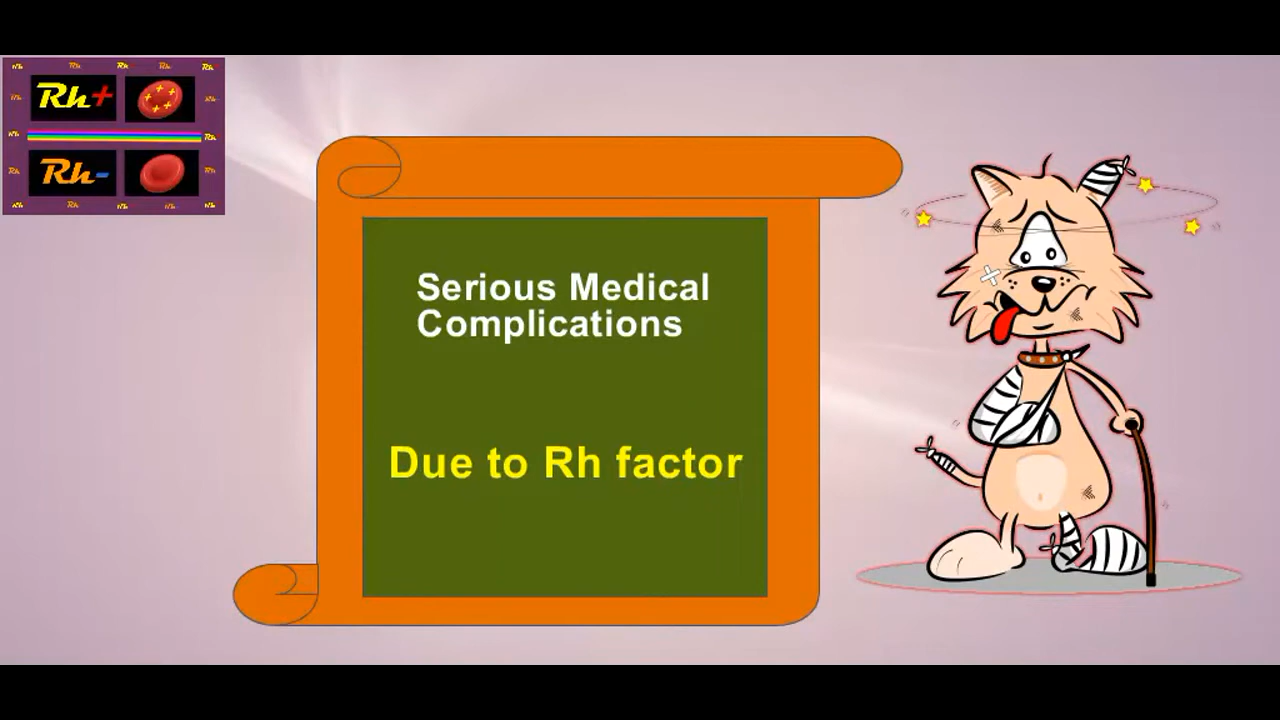 Rh+
Rh-
Serious Medical
Complications
Due to Rh factor